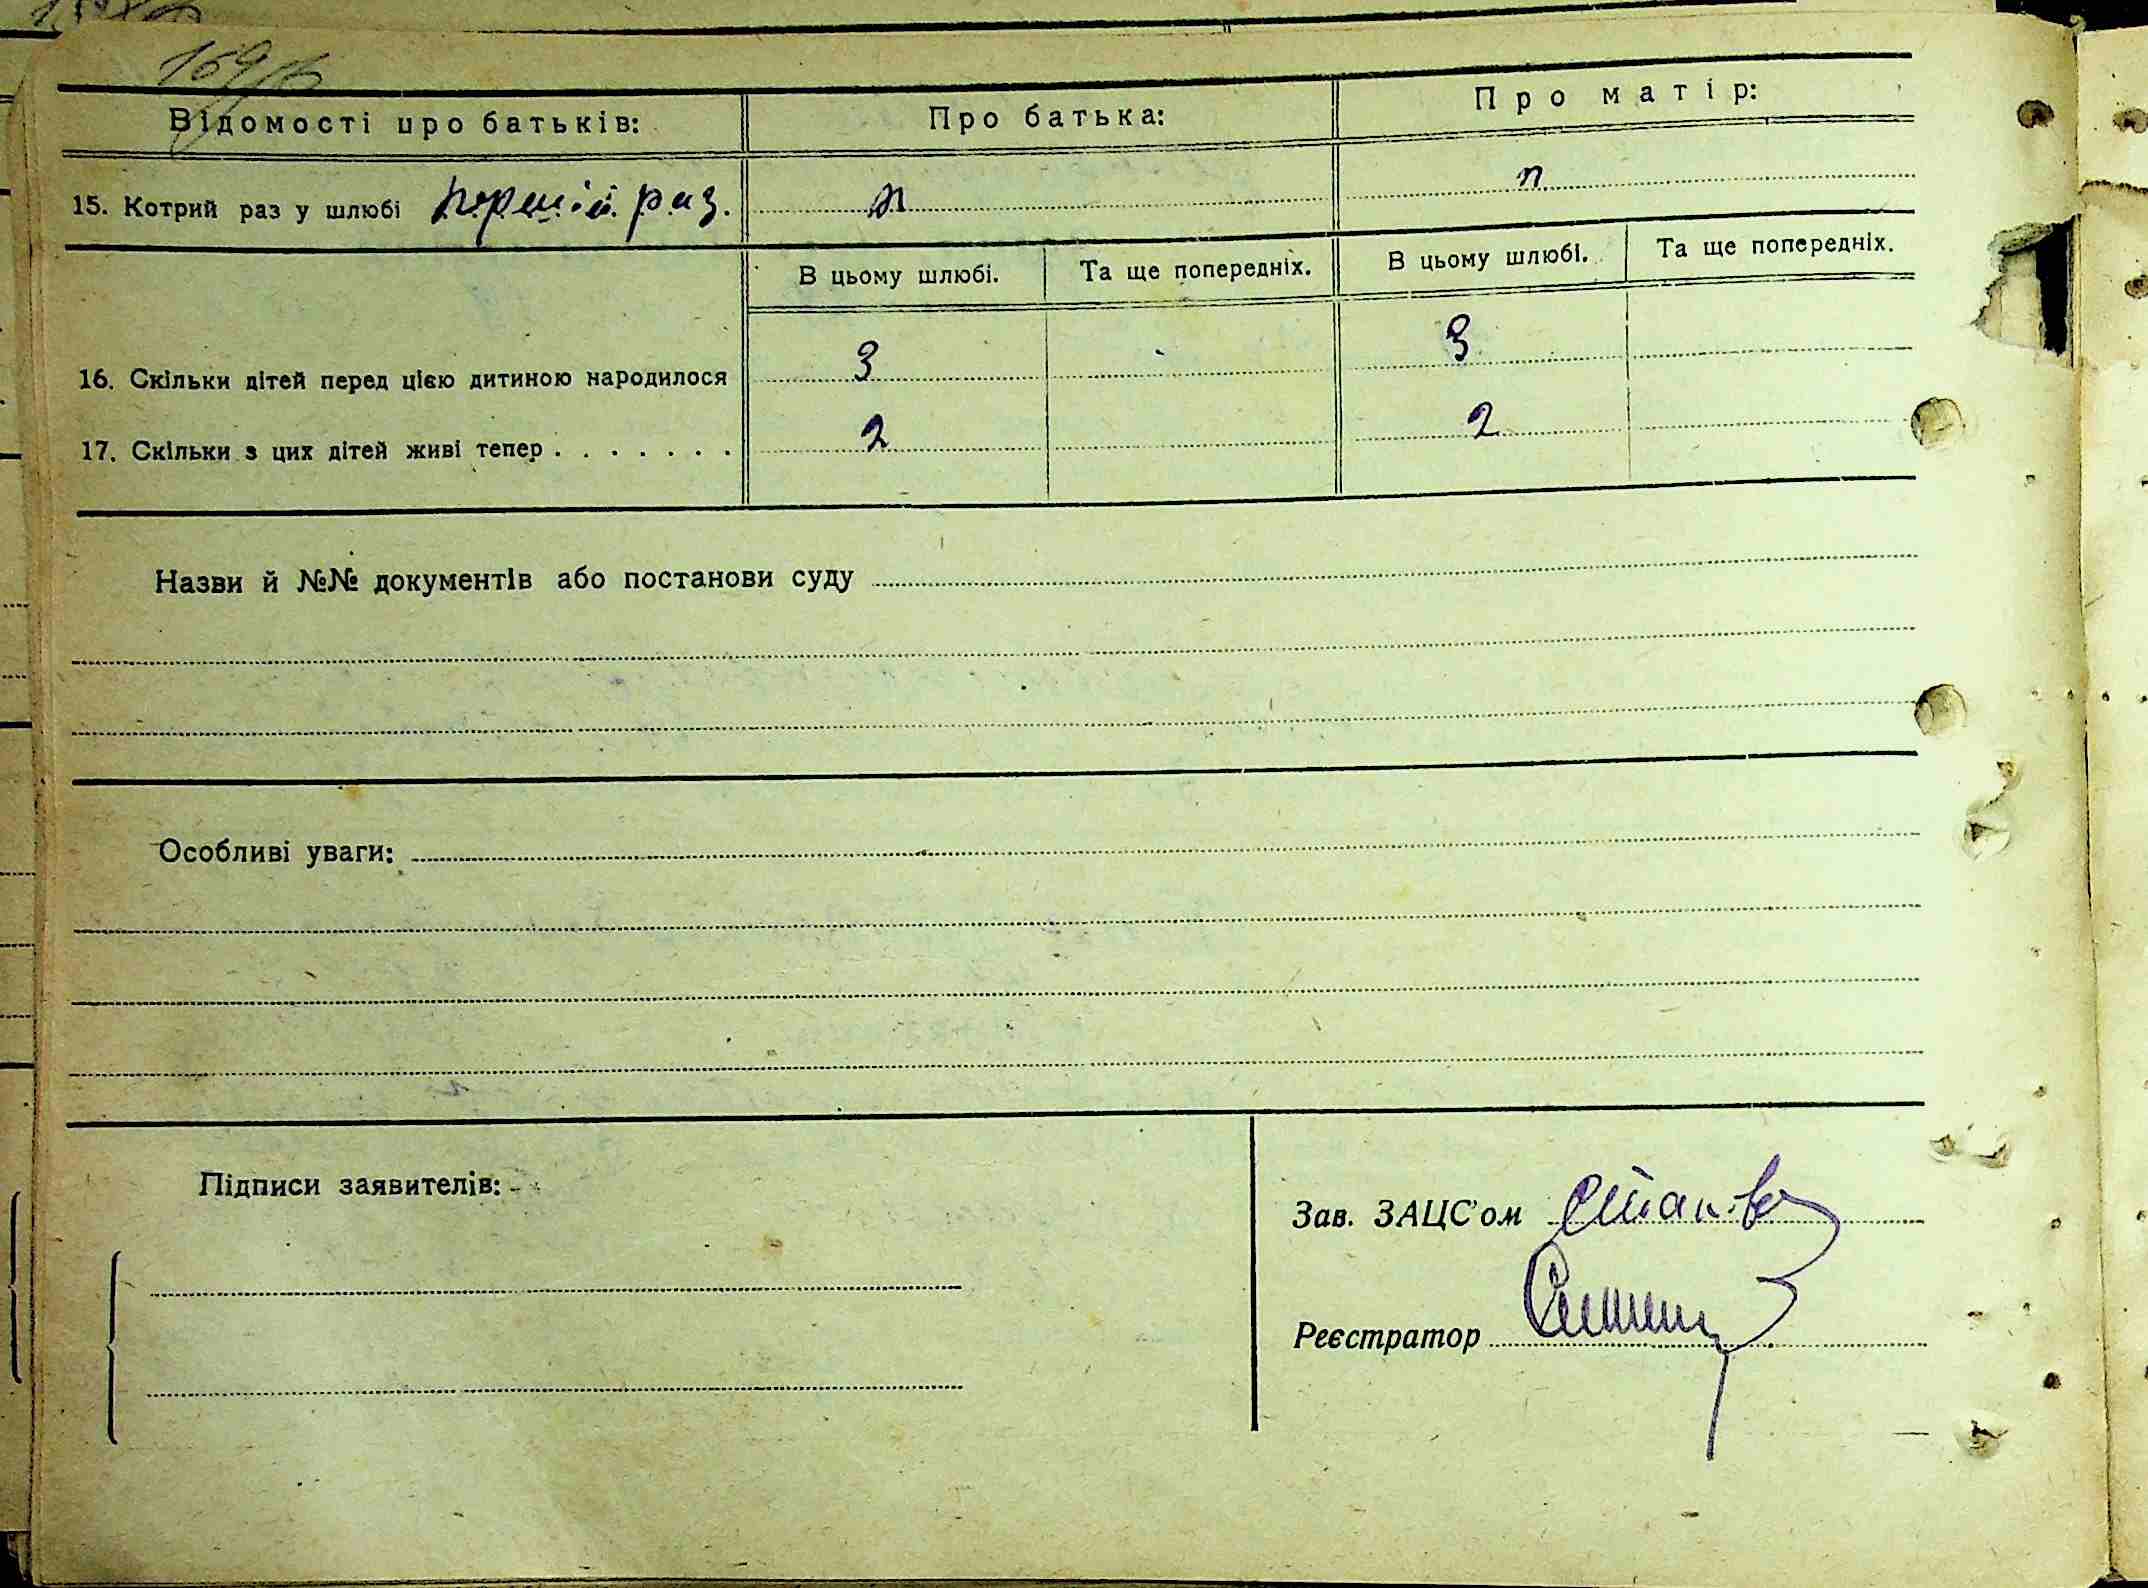 Відомості про батьків:
Про батька:
Про матір:
15. Котрий раз у шлюбі перший раз.
п
п
В цьому шлюбі.
Та ще попередніх.
В цьому шлюбі.
Та ще попередніх.
16. Скільки дітей перед цією дитиною народилося
3
3
17. Скільки з цих дітей живі тепер . . . . . . .
2
2
Назви й №№ документів або постанови суду
Особливі уваги:
Підписи заявителів:
Зав. ЗАЦС'ом
Реєстратор